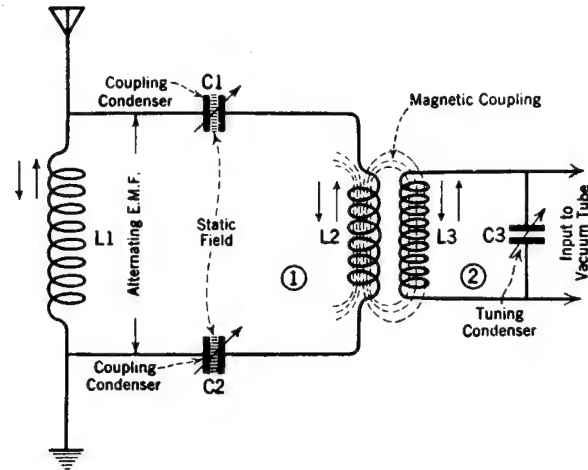 Coupling
Condenser
C1
Magnetic Coupling
L1
Alternating E.M.F.
Static
Field
1
L2
L3
2
C3
Input to
Vacuum Tube
Tuning
Condenser
Coupling
Condenser
C2